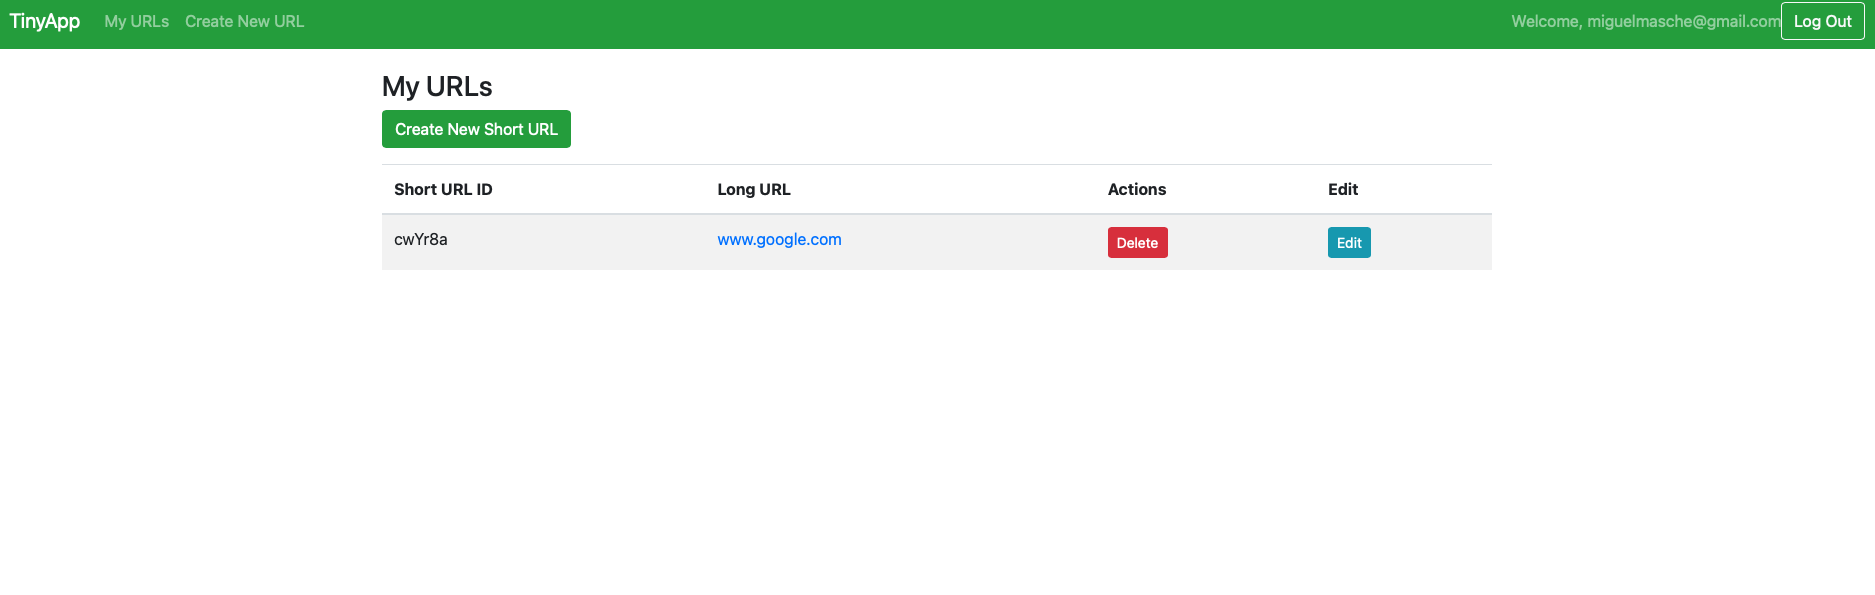 TinyApp My URLs Create New URL Welcome, miguelmasche@gmail.com Log Out
My URLs
Create New Short URL
Short URL ID Long URL Actions Edit
cwYr8a www.google.com Delete Edit